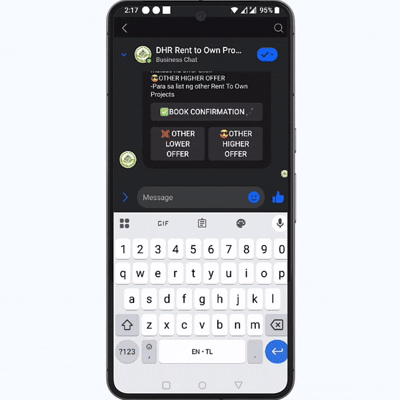 2:17
95%
DHR Rent to Own Pro...
Business Chat
😎OTHER HIGHER OFFER
-Para sa list ng other Rent To Own
Projects
✅BOOK CONFIRMATION
OTHER
LOWER
OFFER
😎OTHER
HIGHER
OFFER
Message
GIF
1 2 3 4 5 6 7 8 9 0
q w e r t y u i o p
a s d f g h j k l
z x c v b n m
?123
,
EN • TL
.